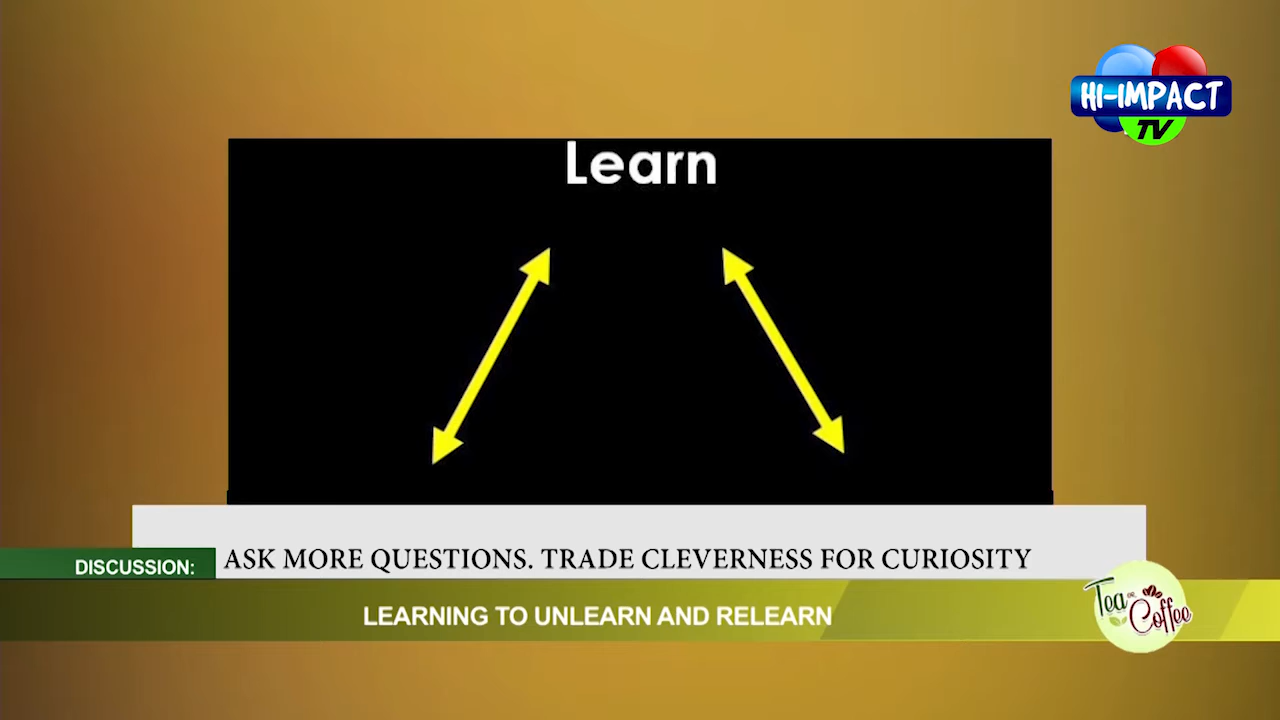 HI-IMPACT
TV
Learn
DISCUSSION:
ASK MORE QUESTIONS. TRADE CLEVERNESS FOR CURIOSITY
LEARNING TO UNLEARN AND RELEARN
Tea OR
Coffee